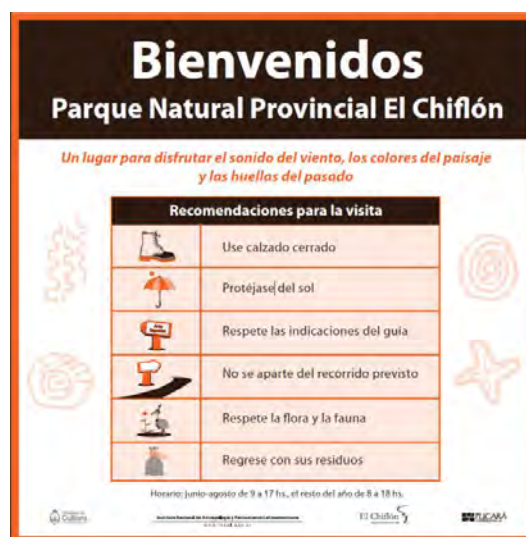 Bienvenidos
Parque Natural Provincial El Chiflón
Un lugar para disfrutar el sonido del viento, los colores del paisaje
y las huellas del pasado
Recomendaciones para la visita
Use calzado cerrado
Protéjase del sol
Respete las indicaciones del guía
No se aparte del recorrido previsto
Respete la flora y la fauna
Regrese con sus residuos
Horario: junio-agosto de 9 a 17 hs., el resto del año de 8 a 18 hs.
Cultura
El Chiflón
PUCARÁ